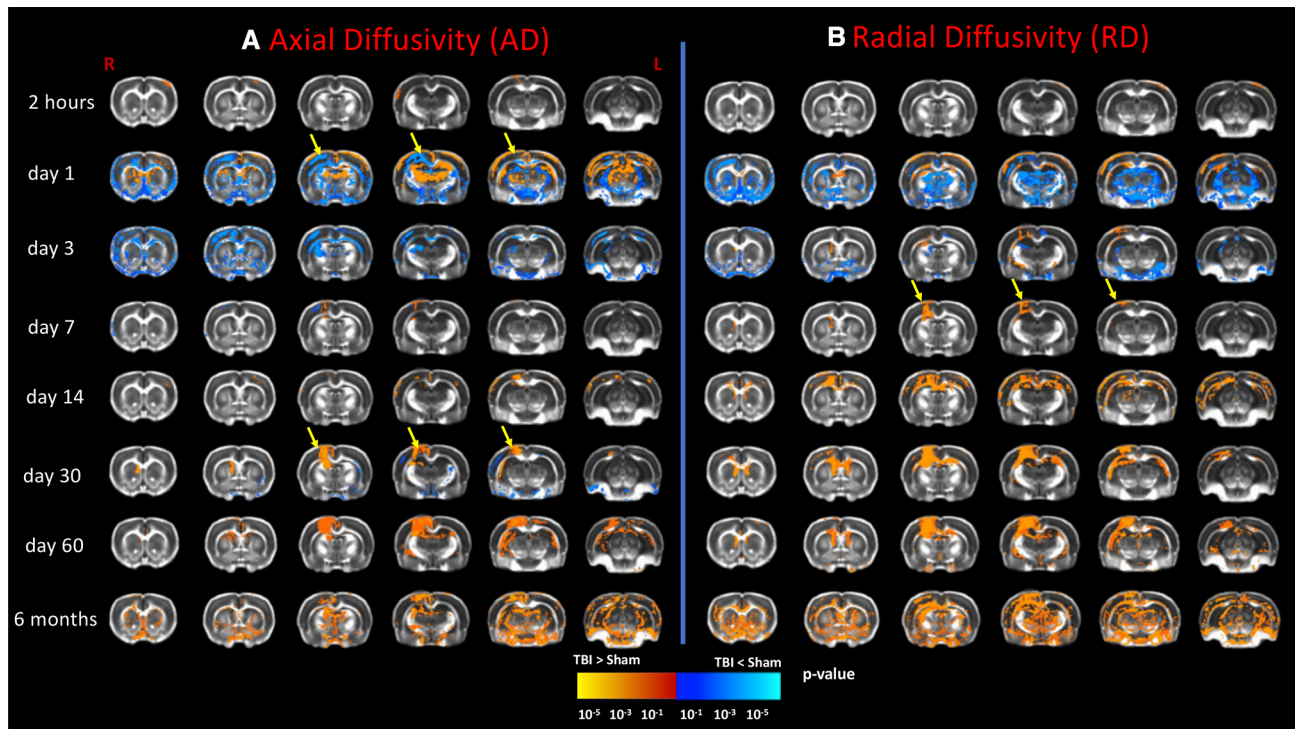 A Axial Diffusivity (AD)
B Radial Diffusivity (RD)
R
L
2 hours
day 1
day 3
day 7
day 14
day 30
day 60
6 months
TBI > Sham
TBI < Sham
p-value
10-5 10-3 10-1 10-1 10-3 10-5